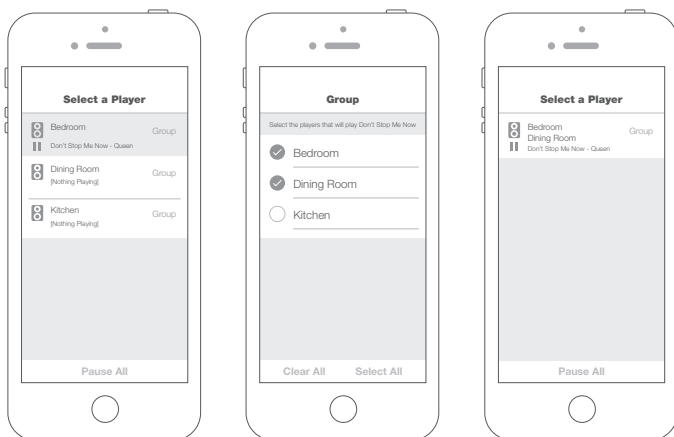 Select a Player
Bedroom
Group
Don't Stop Me Now - Queen
Dining Room
Group
[Nothing Playing]
Kitchen
Group
[Nothing Playing]
Pause All
Group
Select the players that will play Don't Stop Me Now
Bedroom
Dining Room
Kitchen
Clear All
Select All
Select a Player
Bedroom
Group
Dining Room
Don't Stop Me Now - Queen
Pause All